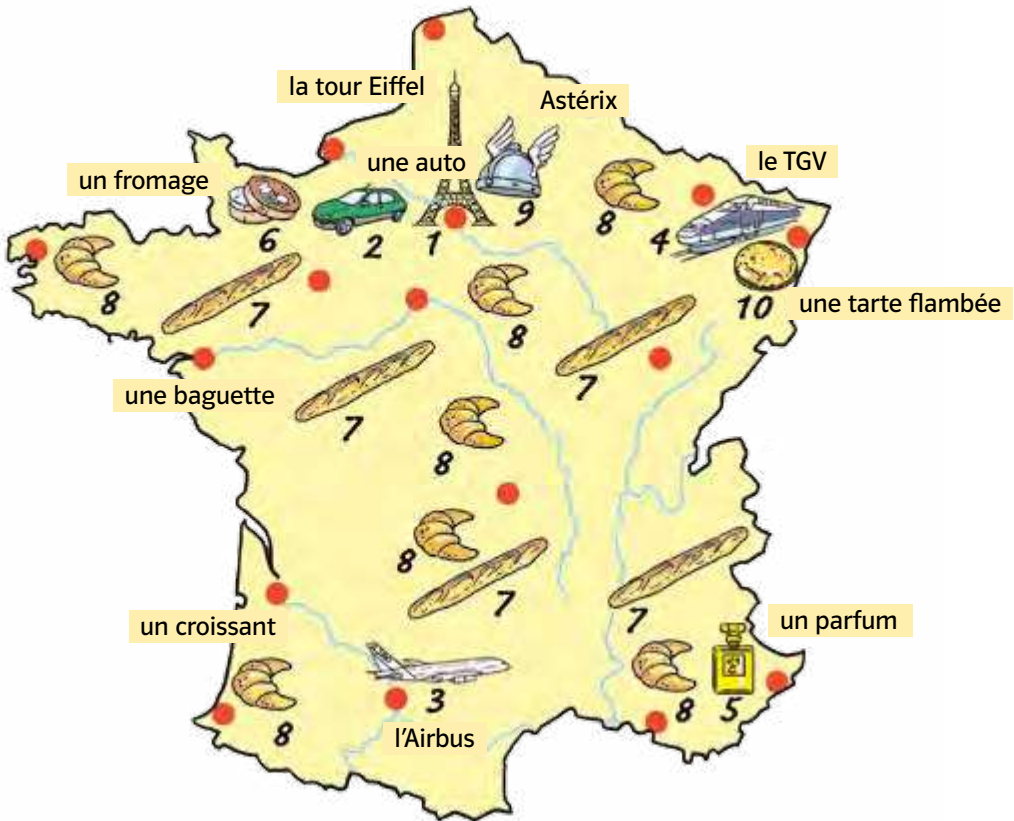 la tour Eiffel
Astérix
une auto
le TGV
un fromage
9
8
4
6
2
1
8
7
8
10
une tarte flambée
7
une baguette
7
8
8
7
7
un croissant
un parfum
3
8
5
8
l'Airbus